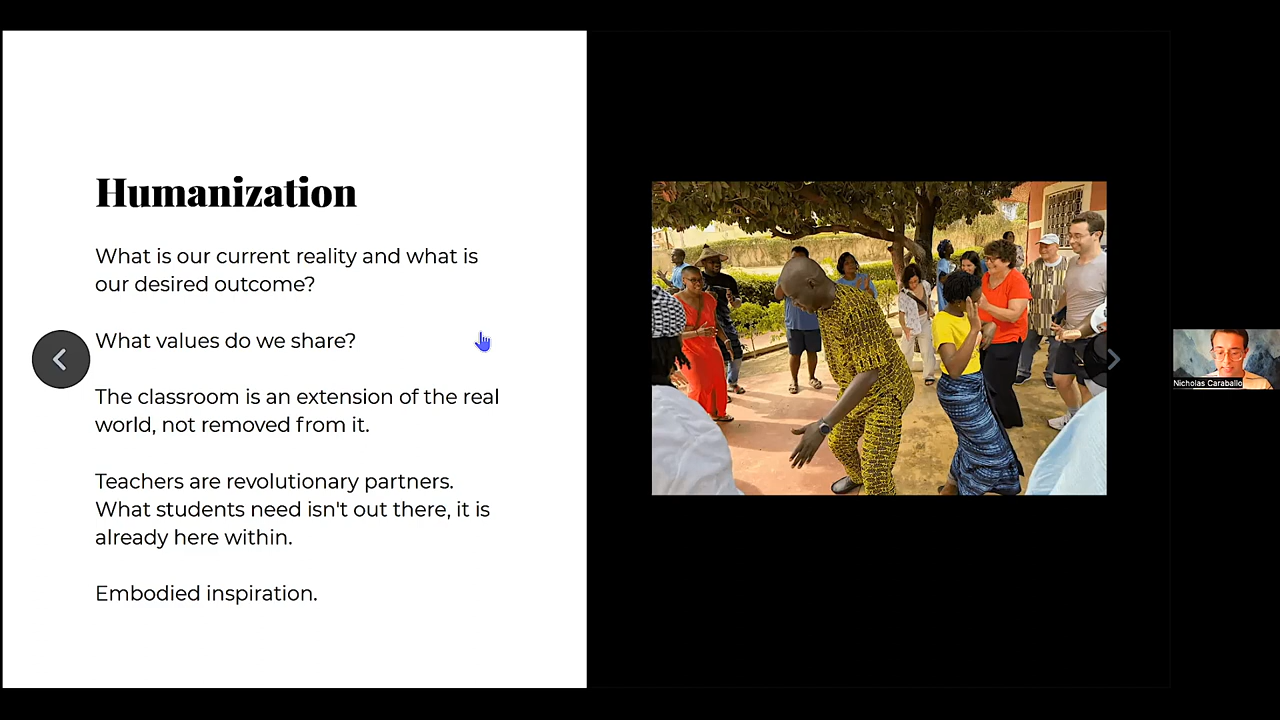 Humanization
What is our current reality and what is
our desired outcome?
What values do we share?
The classroom is an extension of the real
world, not removed from it.
Teachers are revolutionary partners.
What students need isn't out there, it is
already here within.
Embodied inspiration.
Nicholas Caraballo